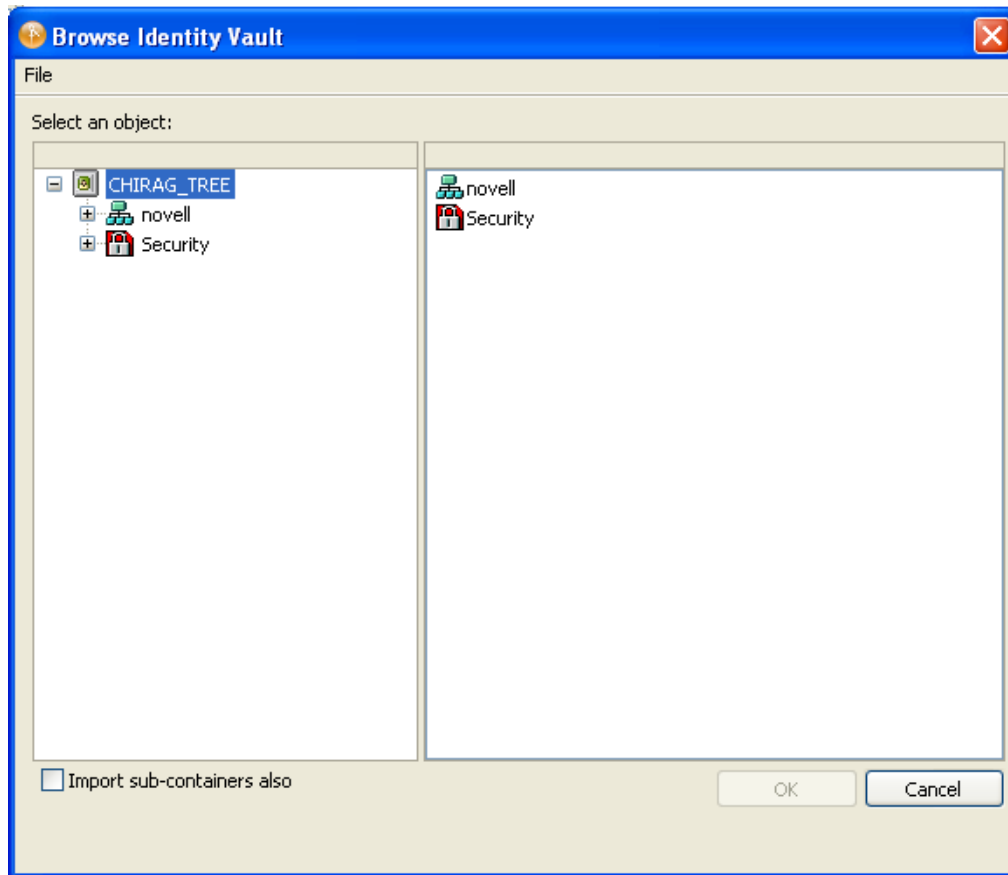 Browse Identity Vault
File
Select an object:
CHIRAG_TREE
novell
Security
novell
Security
Import sub-containers also
OK
Cancel